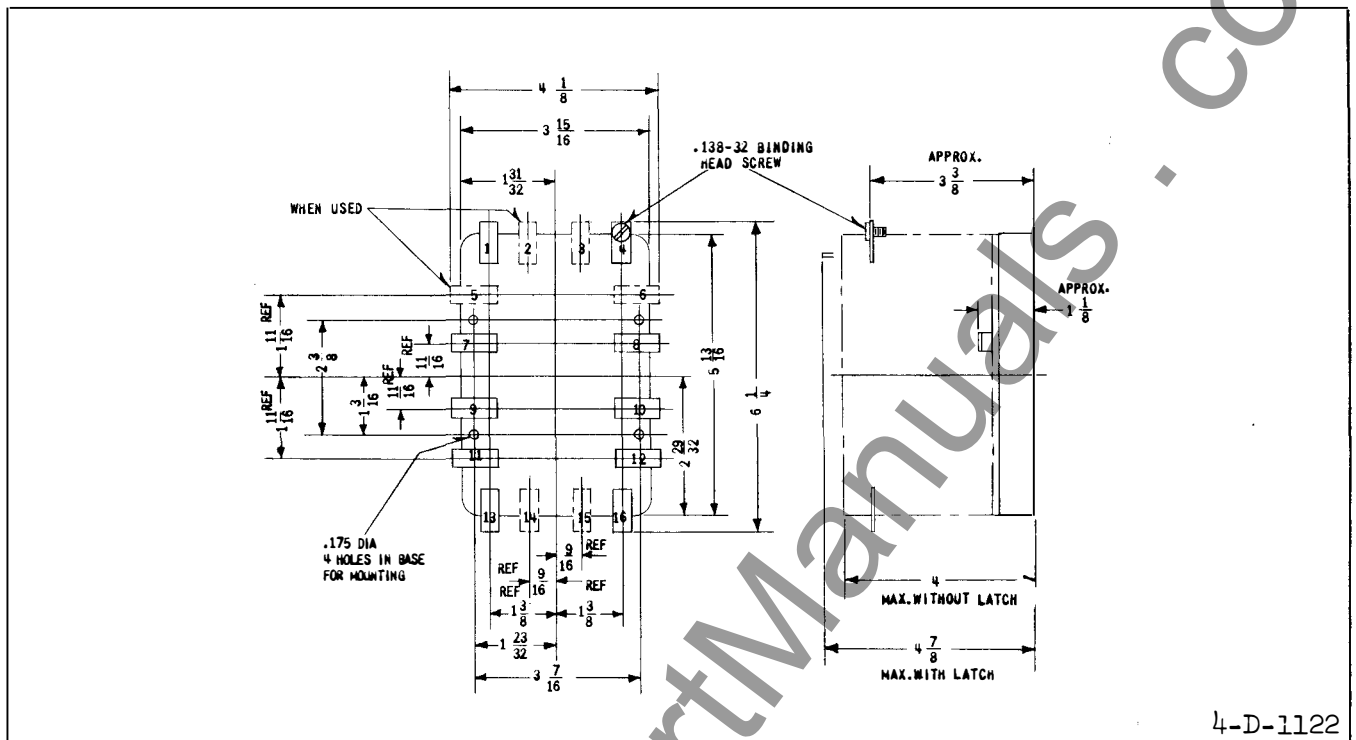 4 1/8
3 15/16
1 31/32
.138-32 BINDING
HEAD SCREW
APPROX.
3 3/8
WHEN USED
1
2
3
4
5
6
7
8
9
10
11
12
13
14
15
16
APPROX.
1 1/8
1 11/16 REF
2 3/8
11/16 REF
11/16 REF
1 3/16
1 11/16 REF
5 13/16
6 1/4
2 29/32
.175 DIA
4 HOLES IN BASE
FOR MOUNTING
9/16 REF
REF
REF
9/16 REF
1 3/8
1 3/8
1 23/32
3 7/16
4
MAX.WITHOUT LATCH
4 7/8
MAX.WITH LATCH
4-D-1122
rtManuals . co